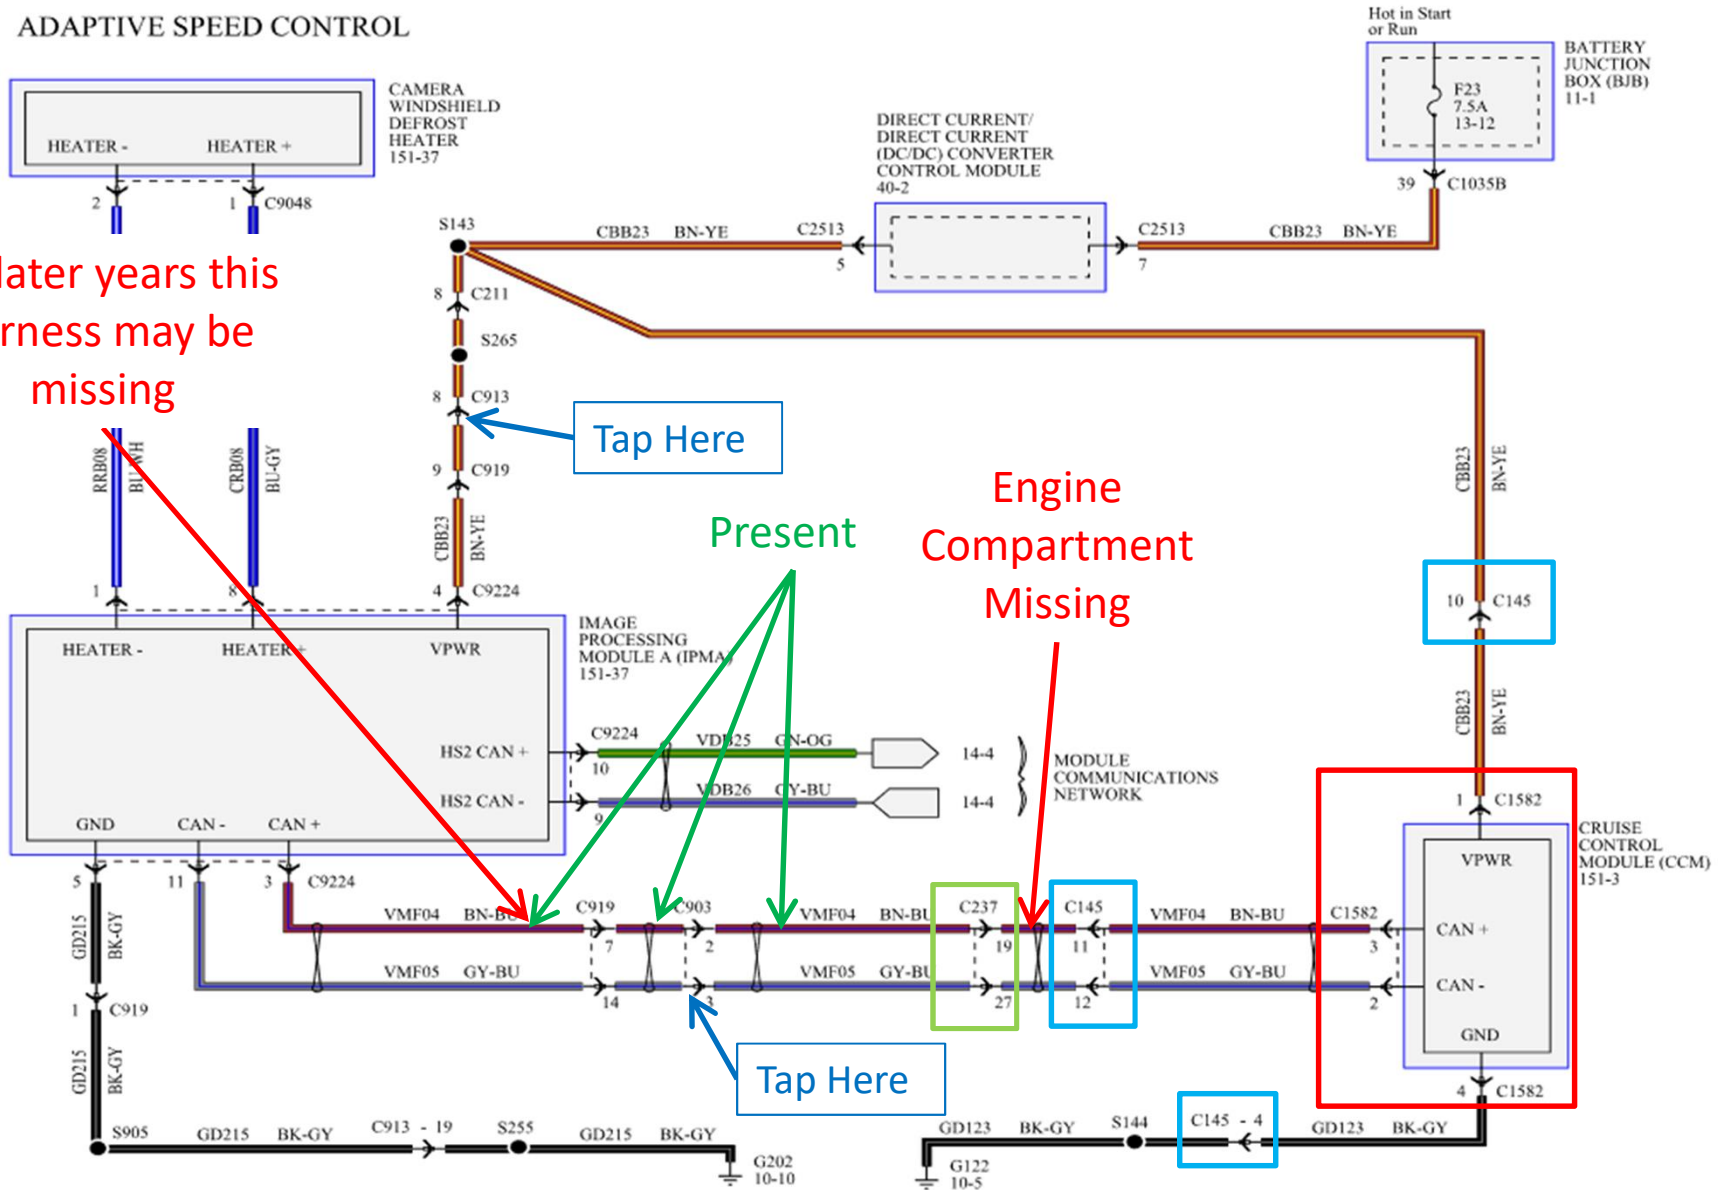 ADAPTIVE SPEED CONTROL
Hot in Start
or Run
BATTERY
JUNCTION
BOX (BJB)
11-1
F23
7.5A
13-12
39 C1035B
CAMERA
WINDSHIELD
DEFROST
HEATER
151-37
HEATER - HEATER +
2 1 C9048
DIRECT CURRENT/
DIRECT CURRENT
(DC/DC) CONVERTER
CONTROL MODULE
40-2
S143
CBB23 BN-YE C2513
5
C2513 CBB23 BN-YE
7
later years this
rness may be
missing
8 C211
S265
8 C913
Tap Here
9 C919
RRB08
BU-WH
CRB08
BU-GY
CBB23
BN-YE
CBB23
BN-YE
Present
Engine
Compartment
Missing
1 8 4 C9224
10 C145
IMAGE
PROCESSING
MODULE A (IPMA)
151-37
HEATER - HEATER + VPWR
CBB23
BN-YE
C9224 VDB25 GN-OG
HS2 CAN + 10 14-4
VDB26 GY-BU
HS2 CAN - 9 14-4
MODULE
COMMUNICATIONS
NETWORK
1 C1582
GND CAN - CAN +
CRUISE
CONTROL
MODULE (CCM)
151-3
VPWR
5 11 3 C9224
VMF04 BN-BU C919 C903 VMF04 BN-BU C237 C145 VMF04 BN-BU C1582
7 2 19 11 3 CAN +
GD215
BK-GY
VMF05 GY-BU VMF05 GY-BU VMF05 GY-BU
14 3 27 12 2 CAN -
1 C919
GND
GD215
BK-GY
Tap Here
4 C1582
S905 GD215 BK-GY C913 - 19 S255 GD215 BK-GY
G202
10-10
GD123 BK-GY S144 C145 - 4 GD123 BK-GY
G122
10-5